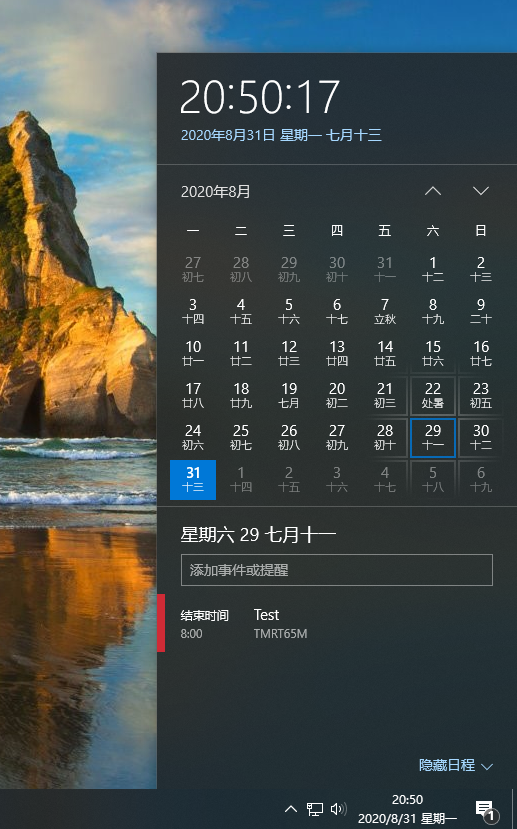 20:50:17
2020年8月31日 星期一 七月十三
2020年8月
一 二 三 四 五 六 日
27 28 29 30 31 1 2
初七 初八 初九 初十 十一 十二 十三
3 4 5 6 7 8 9
十四 十五 十六 十七 立秋 十九 二十
10 11 12 13 14 15 16
廿一 廿二 廿三 廿四 廿五 廿六 廿七
17 18 19 20 21 22 23
廿八 廿九 七月 初二 初三 处暑 初五
24 25 26 27 28 29 30
初六 初七 初八 初九 初十 十一 十二
31 1 2 3 4 5 6
十三 十四 十五 十六 十七 十八 十九
星期六 29 七月十一
添加事件或提醒
结束时间 Test
8:00 TMRT65M
隐藏日程
20:50
2020/8/31 星期一
1